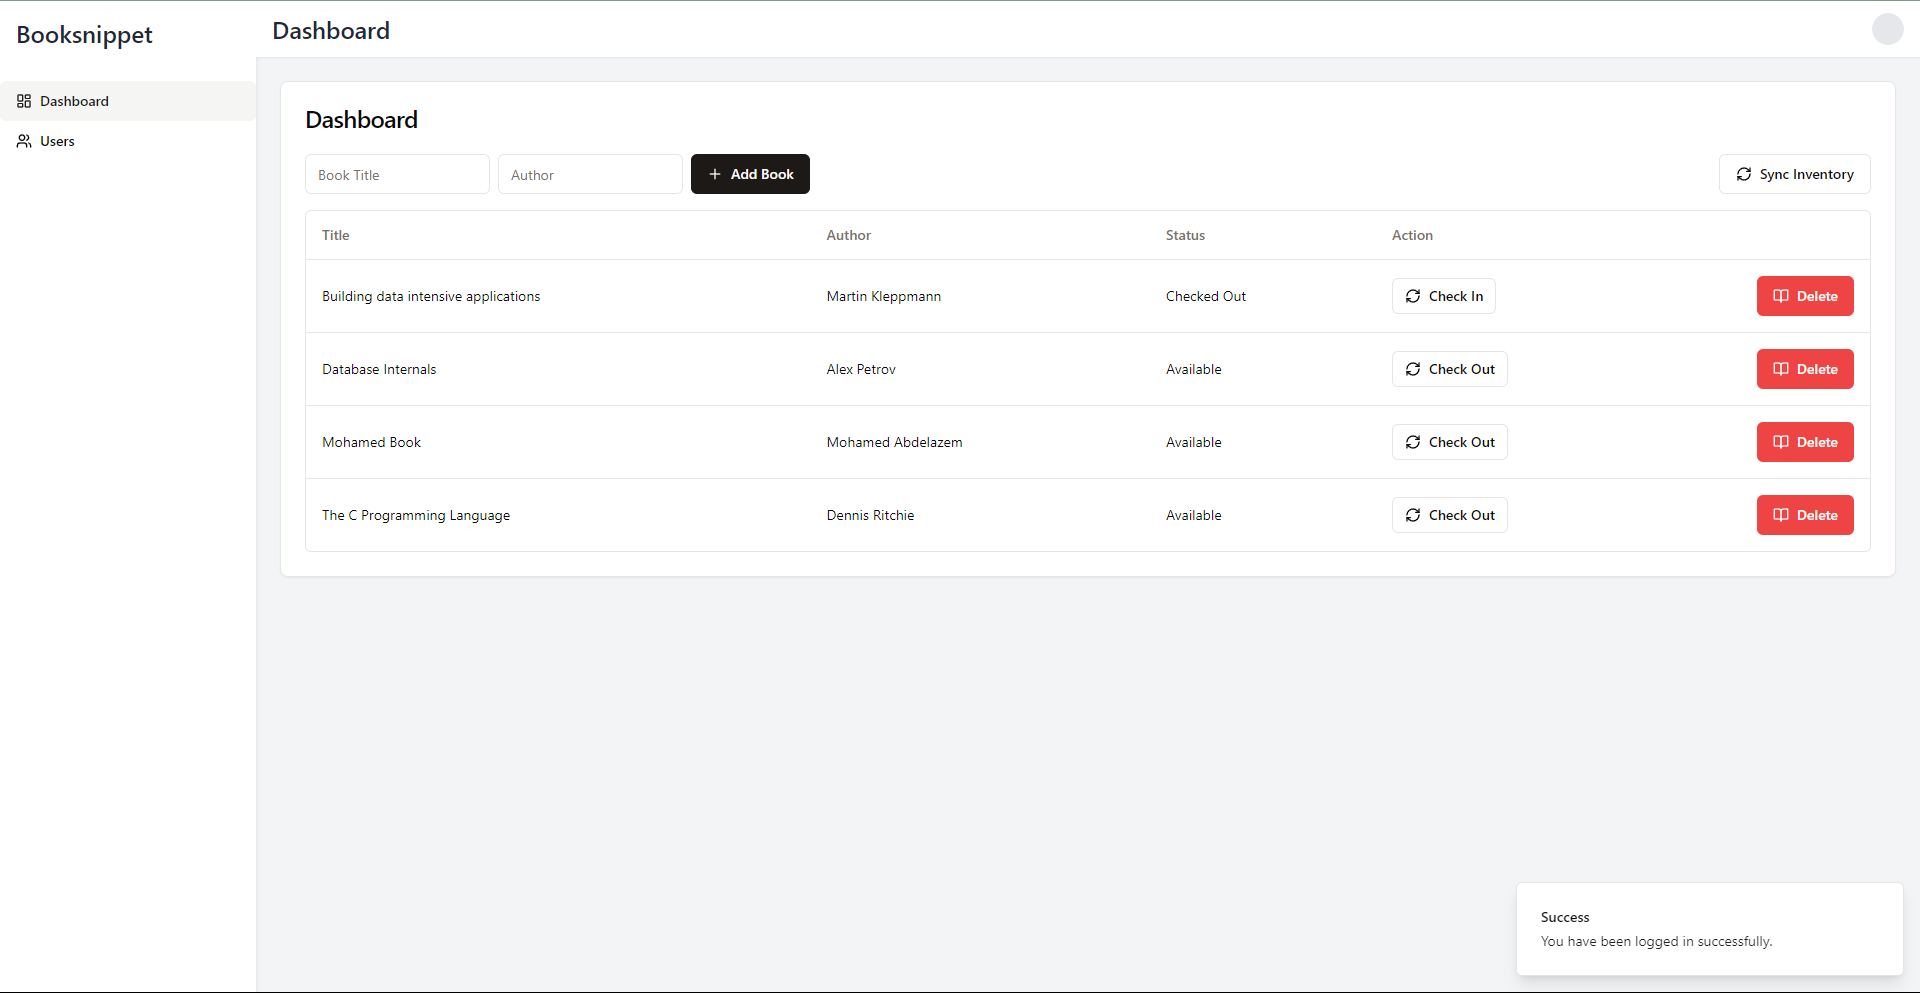 Booksnippet
Dashboard
Dashboard
Users
Dashboard
Book Title
Author
Add Book
Sync Inventory
Title Author Status Action
Building data intensive applications Martin Kleppmann Checked Out Check In Delete
Database Internals Alex Petrov Available Check Out Delete
Mohamed Book Mohamed Abdelazem Available Check Out Delete
The C Programming Language Dennis Ritchie Available Check Out Delete
Success
You have been logged in successfully.